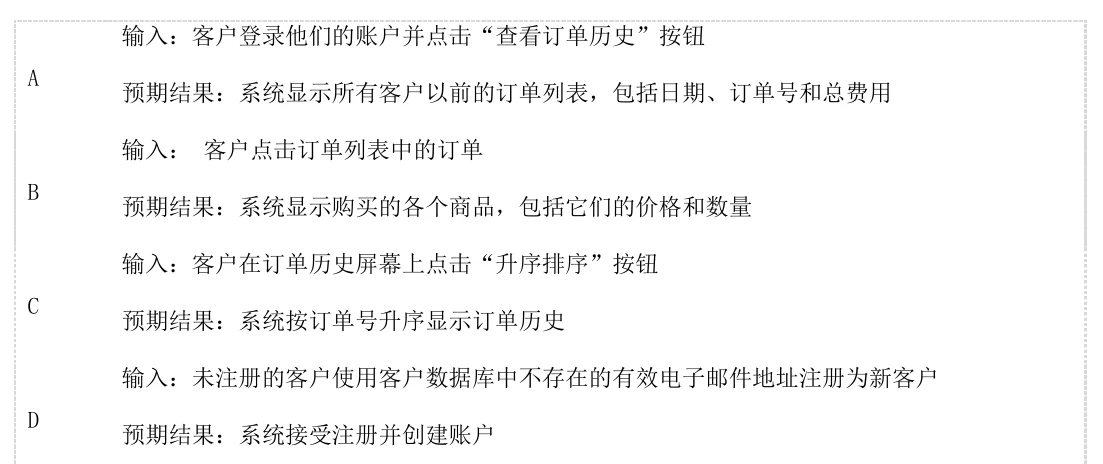 输入：客户登录他们的账户并点击“查看订单历史”按钮
A
预期结果：系统显示所有客户以前的订单列表，包括日期、订单号和总费用
输入： 客户点击订单列表中的订单
B
预期结果：系统显示购买的各个商品，包括它们的价格和数量
输入：客户在订单历史屏幕上点击“升序排序”按钮
C
预期结果：系统按订单号升序显示订单历史
输入：未注册的客户使用客户数据库中不存在的有效电子邮件地址注册为新客户
D
预期结果：系统接受注册并创建账户